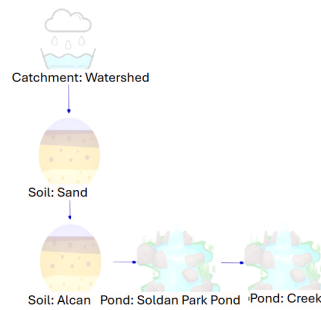 Catchment: Watershed
Soil: Sand
Soil: Alcan
Pond: Soldan Park Pond
Pond: Creek